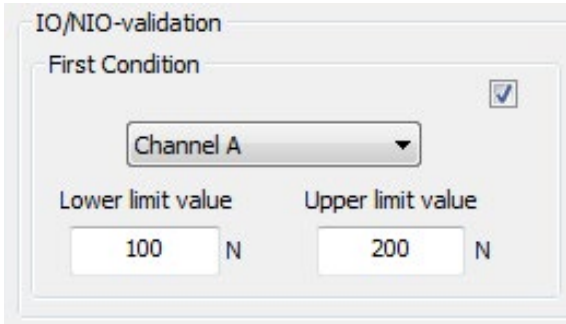 IO/NIO-validation
First Condition
Channel A
Lower limit value Upper limit value
100 N 200 N